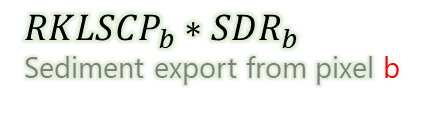 RKLSCP_b * SDR_b
Sediment export from pixel b